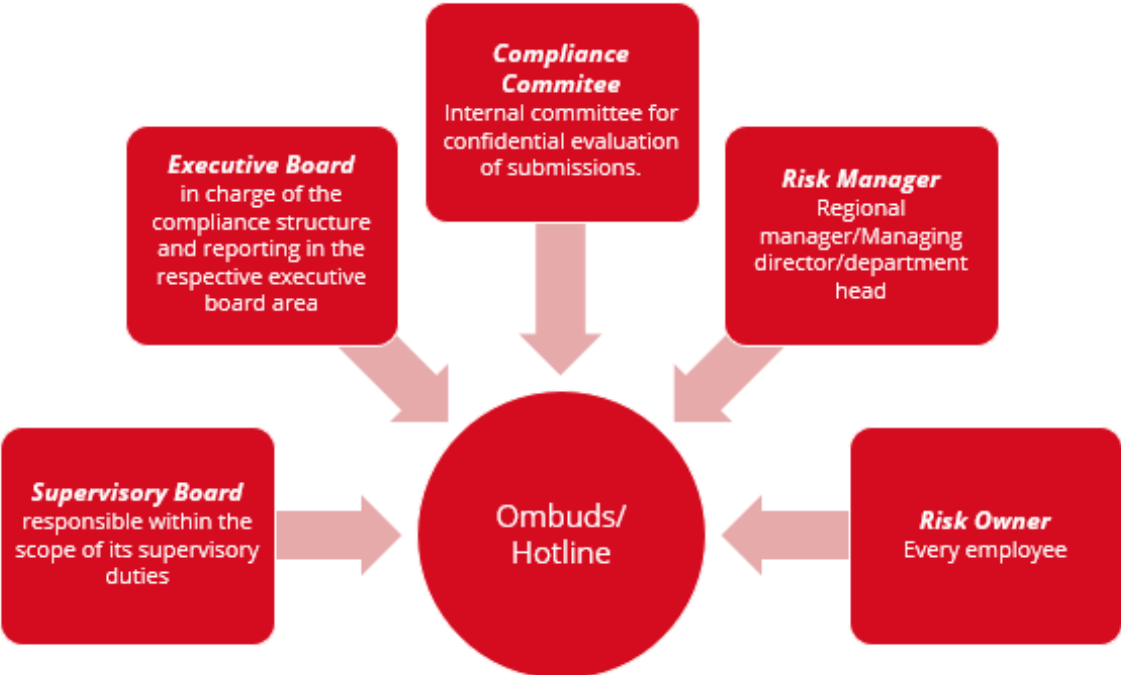 Compliance
Commitee
Internal committee for
confidential evaluation
of submissions.
Executive Board
in charge of the
compliance structure
and reporting in the
respective executive
board area
Risk Manager
Regional
manager/Managing
director/department
head
Supervisory Board
responsible within the
scope of its supervisory
duties
Ombuds/
Hotline
Risk Owner
Every employee